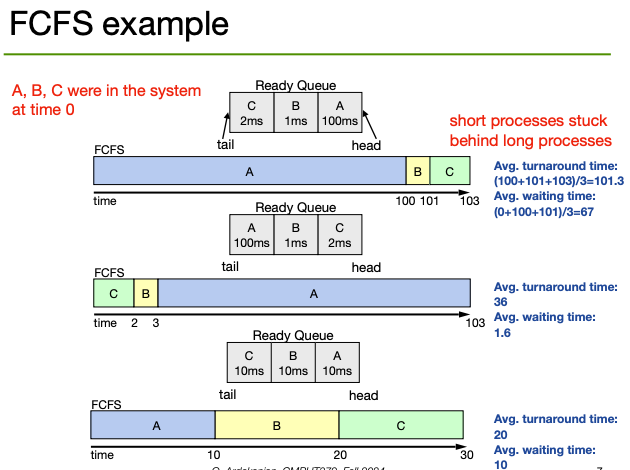 FCFS example
A, B, C were in the system
at time 0
Ready Queue
C B A
2ms 1ms 100ms
tail head
short processes stuck
behind long processes
FCFS
A B C
time 100 101 103
Avg. turnaround time:
(100+101+103)/3=101.3
Avg. waiting time:
(0+100+101)/3=67
Ready Queue
A B C
100ms 1ms 2ms
tail head
FCFS
C B A
time 2 3 103
Avg. turnaround time:
36
Avg. waiting time:
1.6
Ready Queue
C B A
10ms 10ms 10ms
tail head
FCFS
A B C
time 10 20 30
Avg. turnaround time:
20
Avg. waiting time:
10